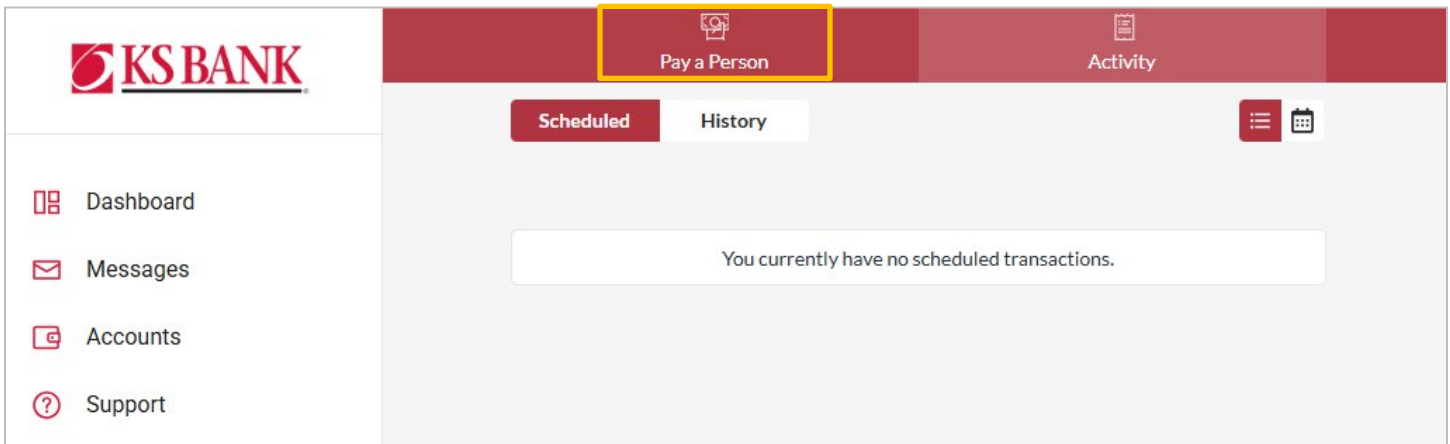 KS BANK
Pay a Person
Activity
Scheduled
History
Dashboard
You currently have no scheduled transactions.
Messages
Accounts
Support